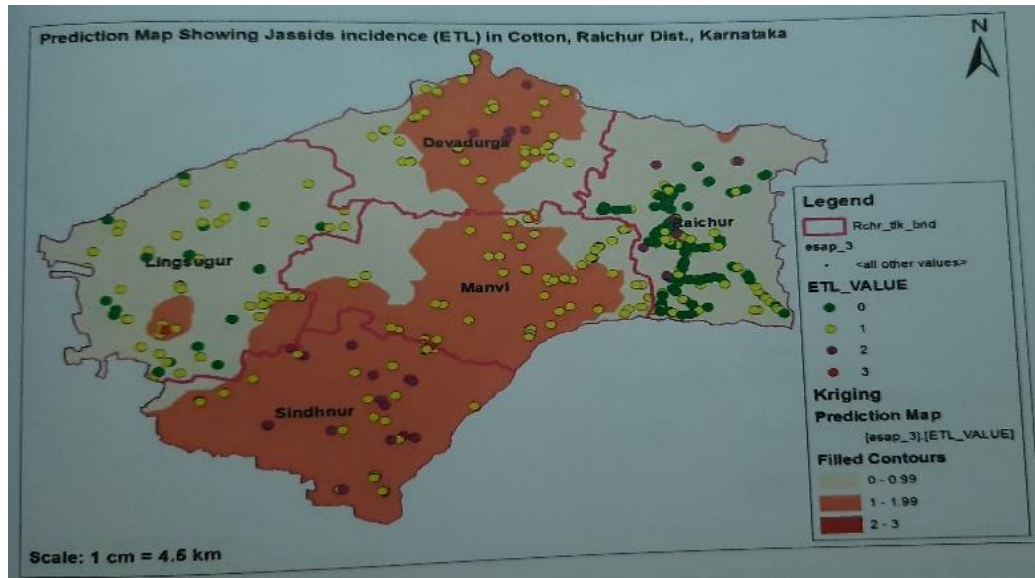 Prediction Map Showing Jassids incidence (ETL) in Cotton, Raichur Dist., Karnataka
N
Devadurga
Raichur
Lingsugur
Manvi
Sindhnur
Legend
Rchr_tlk_bnd
esap_3
<all other values>
ETL_VALUE
0
1
2
3
Kriging
Prediction Map
[esap_3].[ETL_VALUE]
Filled Contours
0 - 0.99
1 - 1.99
2 - 3
Scale: 1 cm = 4.5 km